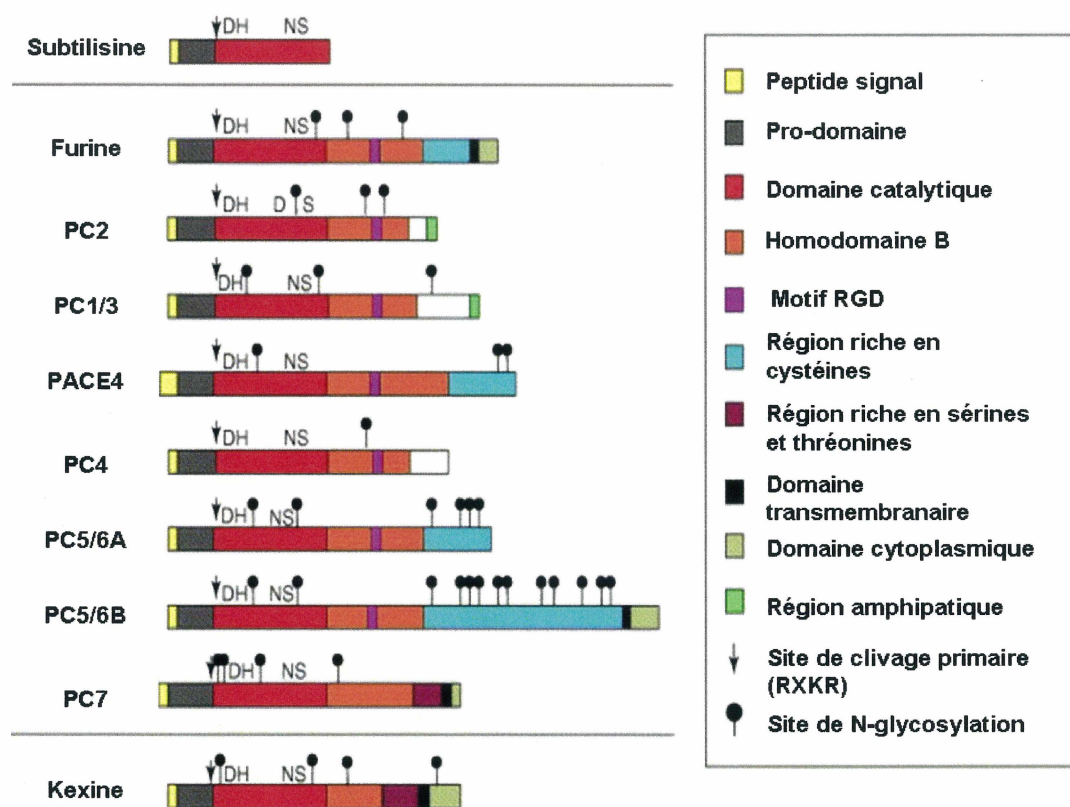 Subtilisine
DH NS
Furine
DH NS
PC2
DH D S
PC1/3
DH NS
PACE4
DH NS
PC4
DH NS
PC5/6A
DH NS
PC5/6B
DH NS
PC7
DH NS
Kexine
DH NS
Peptide signal
Pro-domaine
Domaine catalytique
Homodomaine B
Motif RGD
Région riche en
cystéines
Région riche en sérines
et thréonines
Domaine
transmembranaire
Domaine cytoplasmique
Région amphipatique
Site de clivage primaire
(RXKR)
Site de N-glycosylation